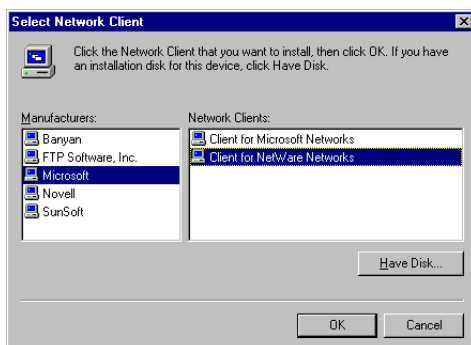 Select Network Client
Click the Network Client that you want to install, then click OK. If you have
an installation disk for this device, click Have Disk.
Manufacturers:
Banyan
FTP Software, Inc.
Microsoft
Novell
SunSoft
Network Clients:
Client for Microsoft Networks
Client for NetWare Networks
Have Disk...
OK
Cancel